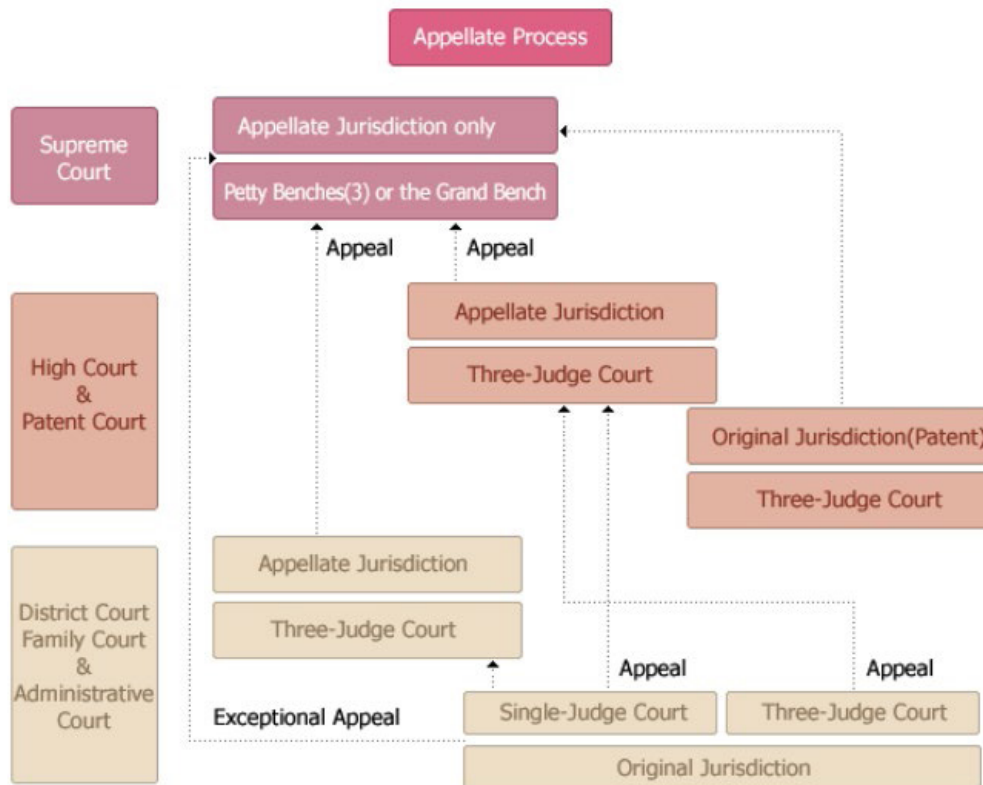 Appellate Process
Supreme
Court
Appellate Jurisdiction only
Petty Benches(3) or the Grand Bench
Appeal
Appeal
High Court
&
Patent Court
Appellate Jurisdiction
Three-Judge Court
Original Jurisdiction(Patent)
Three-Judge Court
District Court
Family Court
&
Administrative
Court
Appellate Jurisdiction
Three-Judge Court
Exceptional Appeal
Appeal
Appeal
Single-Judge Court
Three-Judge Court
Original Jurisdiction